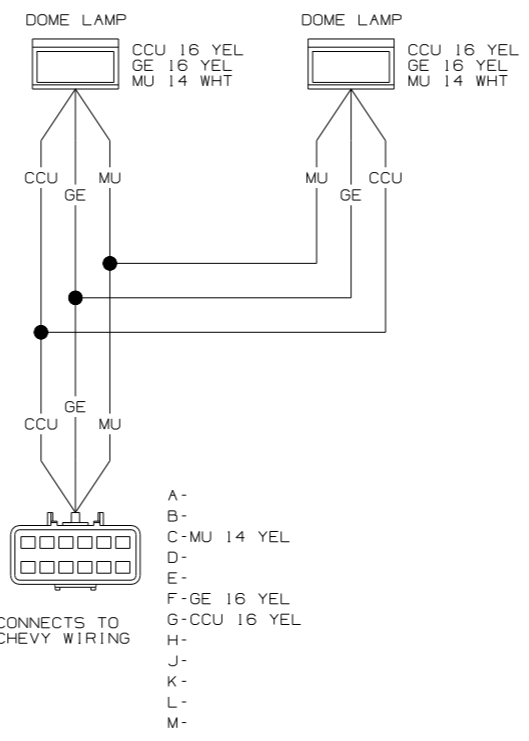 DOME LAMP
CCU 16 YEL
GE 16 YEL
MU 14 WHT
DOME LAMP
CCU 16 YEL
GE 16 YEL
MU 14 WHT
CCU
GE
MU
MU
GE
CCU
CCU
GE
MU
CONNECTS TO
CHEVY WIRING
A-
B-
C-MU 14 YEL
D-
E-
F-GE 16 YEL
G-CCU 16 YEL
H-
J-
K-
L-
M-